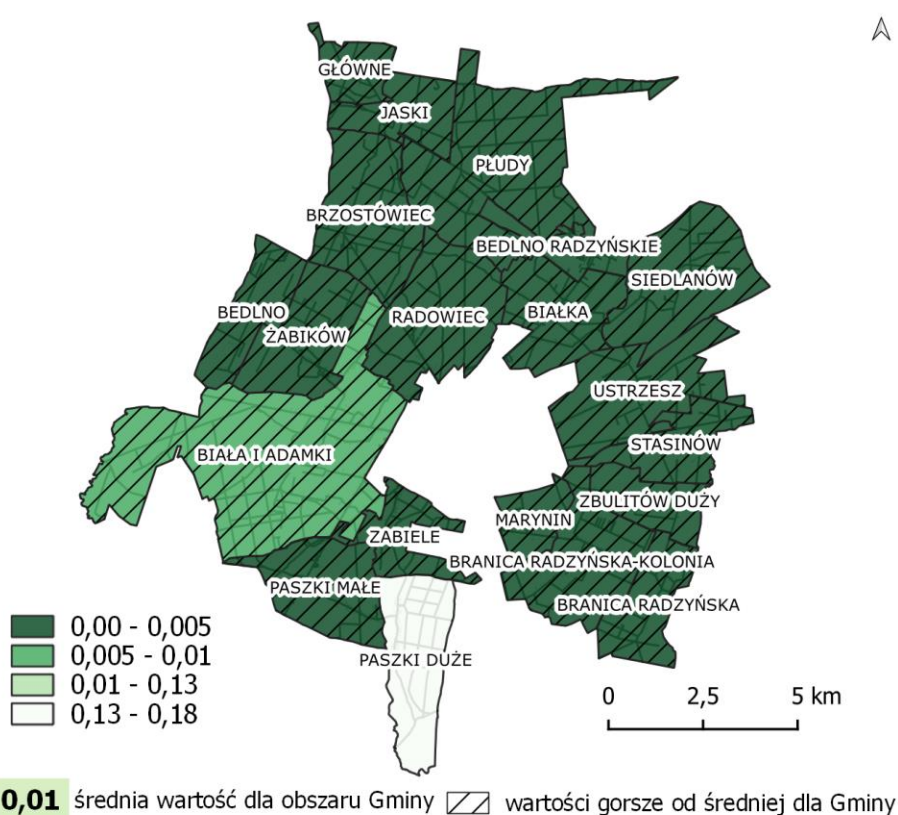 GŁÓWNE
JASKI
PŁUDY
BRZOSTÓWIEC
BEDLNO RADZYŃSKIE
SIEDLANÓW
BEDLNO
RADOWIEC
BIAŁKA
ŻABIKÓW
USTRZESZ
STASINÓW
BIAŁA I ADAMKI
ZBULITÓW DUŻY
MARYNIN
ZABIELE
BRANICA RADZYŃSKA-KOLONIA
PASZKI MAŁE
BRANICA RADZYŃSKA
PASZKI DUŻE
0,00 - 0,005
0,005 - 0,01
0,01 - 0,13
0,13 - 0,18
0 2,5 5 km
0,01 średnia wartość dla obszaru Gminy wartości gorsze od średniej dla Gminy